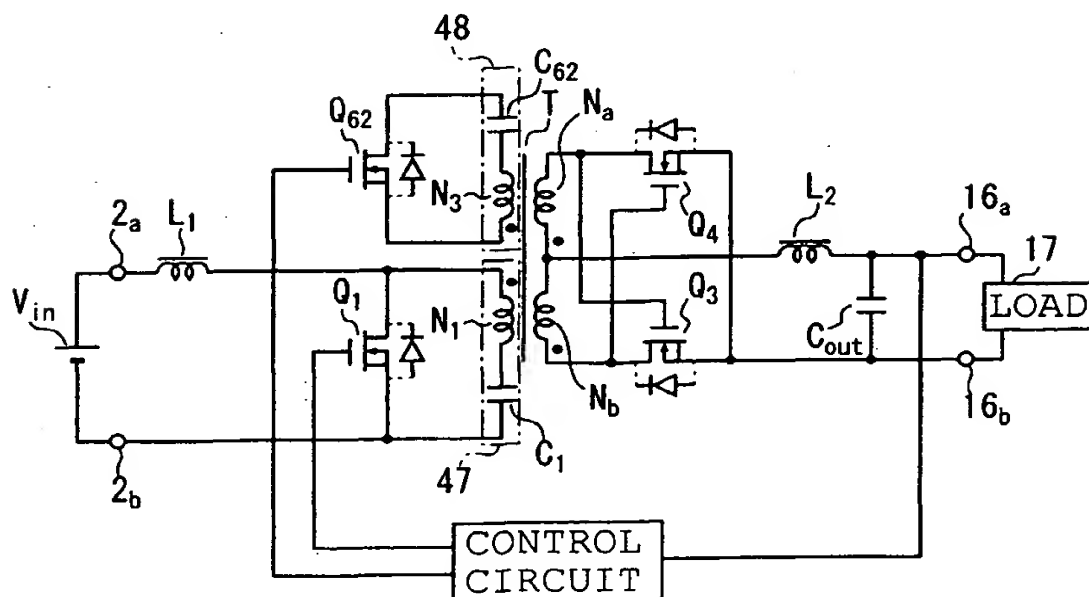 48
C62
T
Na
Q62
N3
Q4
L2
2a
L1
16a
17
Vin
Q1
N1
Q3
LOAD
Cout
Nb
16b
2b
47
C1
CONTROL
CIRCUIT